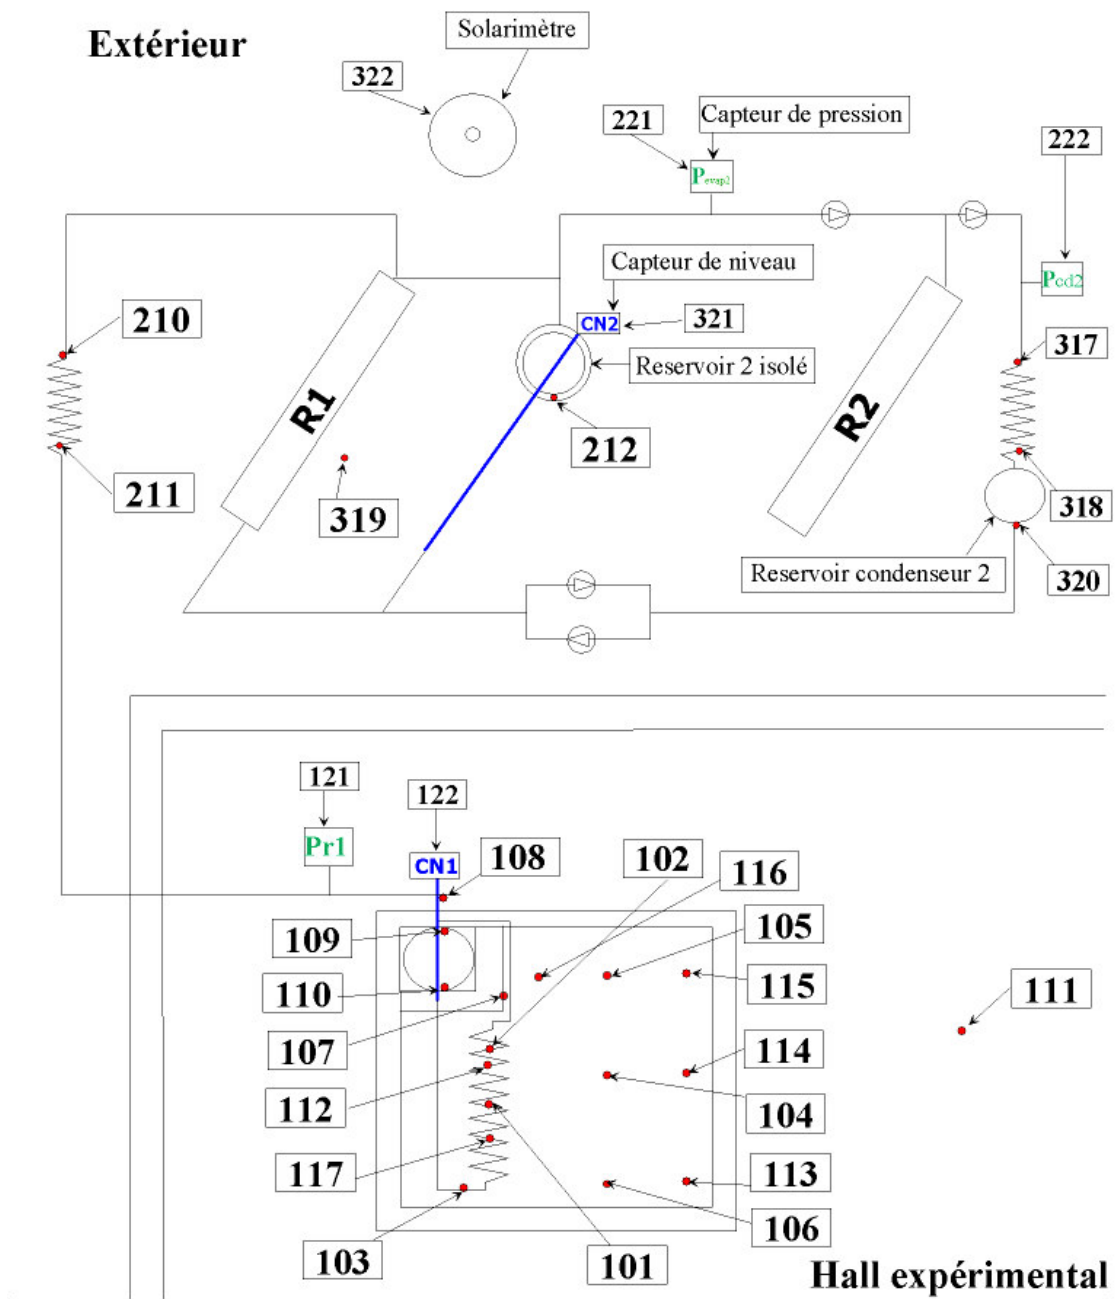 Extérieur
Solarimètre
322
221
Capteur de pression
222
Pevap2
Capteur de niveau
Pcd2
210
CN2
321
317
Reservoir 2 isolé
R1
R2
212
211
319
318
Reservoir condenseur 2
320
121
122
Pr1
CN1
108
102
116
109
105
110
115
111
107
114
112
104
117
113
106
103
101
Hall expérimental